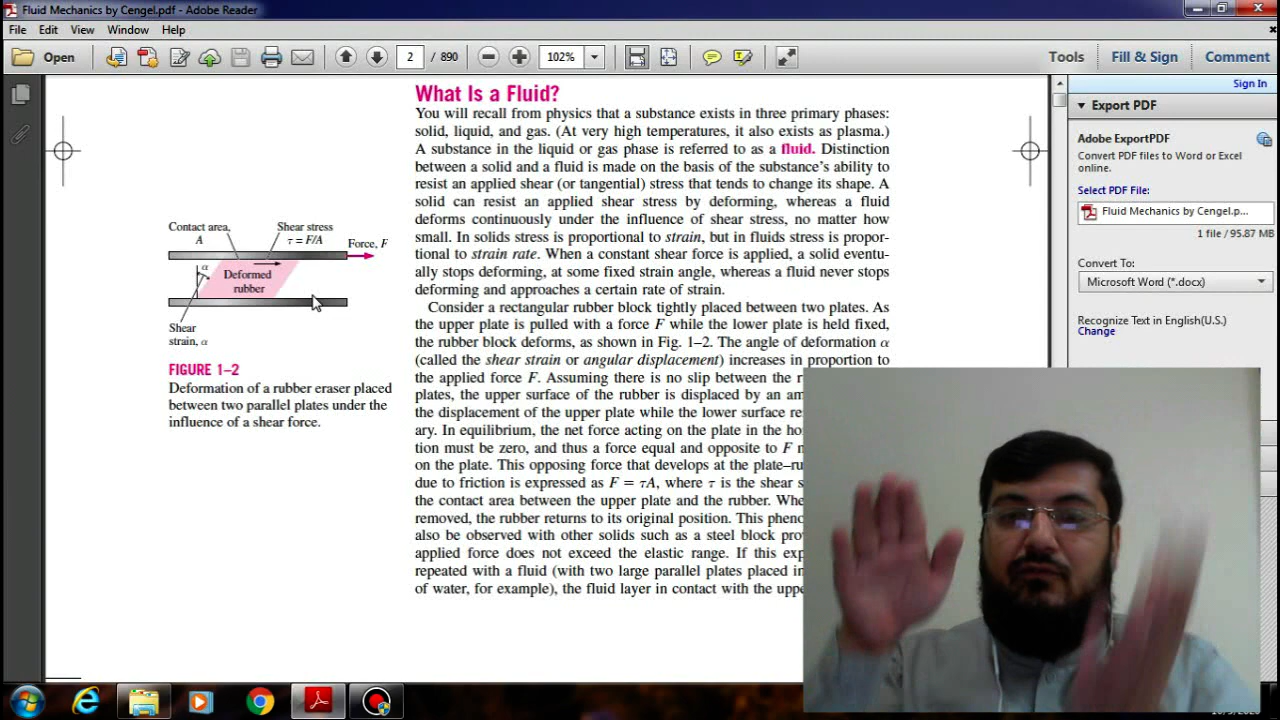 Fluid Mechanics by Cengel.pdf - Adobe Reader
File Edit View Window Help
Open
2 / 890
102%
Tools
Fill & Sign
Comment
Sign In
Export PDF
Adobe ExportPDF
Convert PDF files to Word or Excel
online.
Select PDF File:
Fluid Mechanics by Cengel.p...
1 file / 95.87 MB
Convert To:
Microsoft Word (*.docx)
Recognize Text in English(U.S.)
Change
What Is a Fluid?
You will recall from physics that a substance exists in three primary phases:
solid, liquid, and gas. (At very high temperatures, it also exists as plasma.)
A substance in the liquid or gas phase is referred to as a fluid. Distinction
between a solid and a fluid is made on the basis of the substance's ability to
resist an applied shear (or tangential) stress that tends to change its shape. A
solid can resist an applied shear stress by deforming, whereas a fluid
deforms continuously under the influence of shear stress, no matter how
small. In solids stress is proportional to strain, but in fluids stress is propor-
tional to strain rate. When a constant shear force is applied, a solid eventu-
ally stops deforming, at some fixed strain angle, whereas a fluid never stops
deforming and approaches a certain rate of strain.
Consider a rectangular rubber block tightly placed between two plates. As
the upper plate is pulled with a force F while the lower plate is held fixed,
the rubber block deforms, as shown in Fig. 1–2. The angle of deformation α
(called the shear strain or angular displacement) increases in proportion to
the applied force F. Assuming there is no slip between the
plates, the upper surface of the rubber is displaced by an
the displacement of the upper plate while the lower surface
ary. In equilibrium, the net force acting on the plate in the
tion must be zero, and thus a force equal and opposite to F
on the plate. This opposing force that develops at the
due to friction is expressed as F = τA, where τ is the shear
the contact area between the upper plate and the rubber.
removed, the rubber returns to its original position. This
also be observed with other solids such as a steel block
applied force does not exceed the elastic range. If this
repeated with a fluid (with two large parallel plates placed
of water, for example), the fluid layer in contact with the
Contact area,
A
Shear stress
τ = F/A
Force, F
α
Deformed
rubber
Shear
strain, α
FIGURE 1–2
Deformation of a rubber eraser placed
between two parallel plates under the
influence of a shear force.